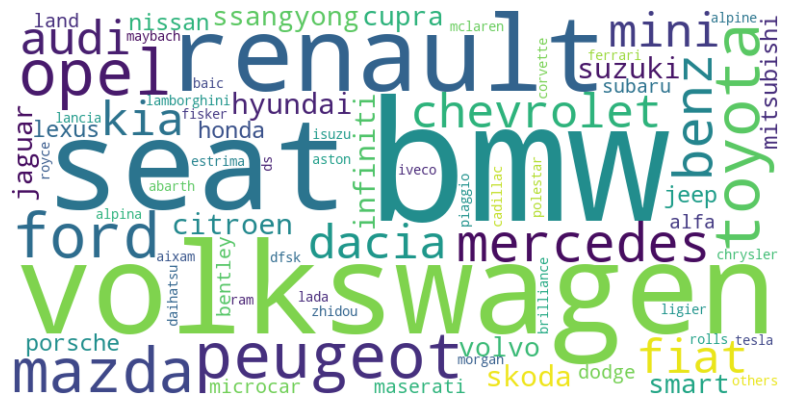 land
nissan
ssangyong
cupra
mclaren
alpine
audi
maybach
renault
mini
mitsubishi
opel
baic
corvette
ferrari
suzuki
subaru
toyota
lamborghini
lancia
fisker
hyundai
chevrolet
benz
jaguar
lexus
kia
honda
isuzu
infiniti
royce
seat
estrima
ds
aston
iveco
bmw
abarth
piaggio
cadillac
polestar
jeep
alpina
ford
citroen
dacia
mercedes
alfa
aixam
bentley
dfsk
chrysler
volkswagen
daihatsu
ram
lada
zhidou
brilliance
ligier
porsche
peugeot
volvo
morgan
fiat
rolls
tesla
mazda
microcar
maserati
skoda
dodge
smart
others